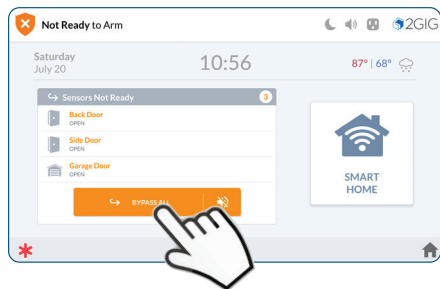 Not Ready to Arm
2GIG
Saturday
July 20
10:56
87° | 68°
Sensors Not Ready
3
Back Door
OPEN
Side Door
OPEN
Garage Door
OPEN
BYPASS ALL
SMART
HOME